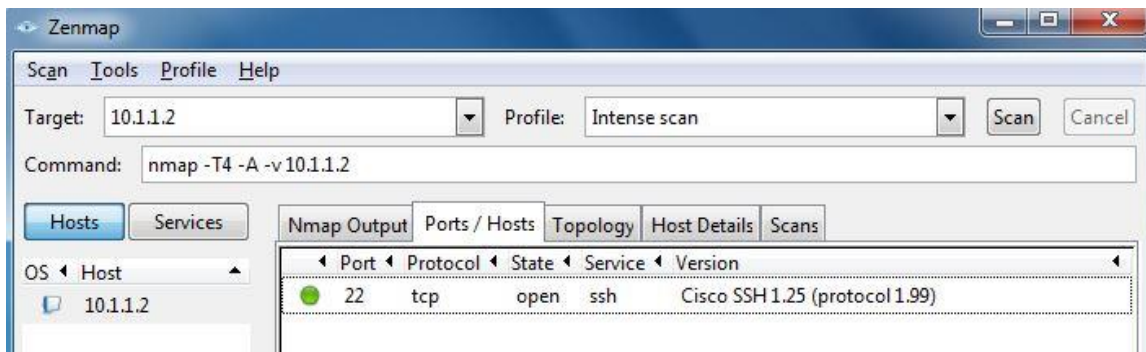 Zenmap
Scan Tools Profile Help
Target: 10.1.1.2 Profile: Intense scan Scan Cancel
Command: nmap -T4 -A -v 10.1.1.2
Hosts Services Nmap Output Ports / Hosts Topology Host Details Scans
OS Host Port Protocol State Service Version
10.1.1.2 22 tcp open ssh Cisco SSH 1.25 (protocol 1.99)